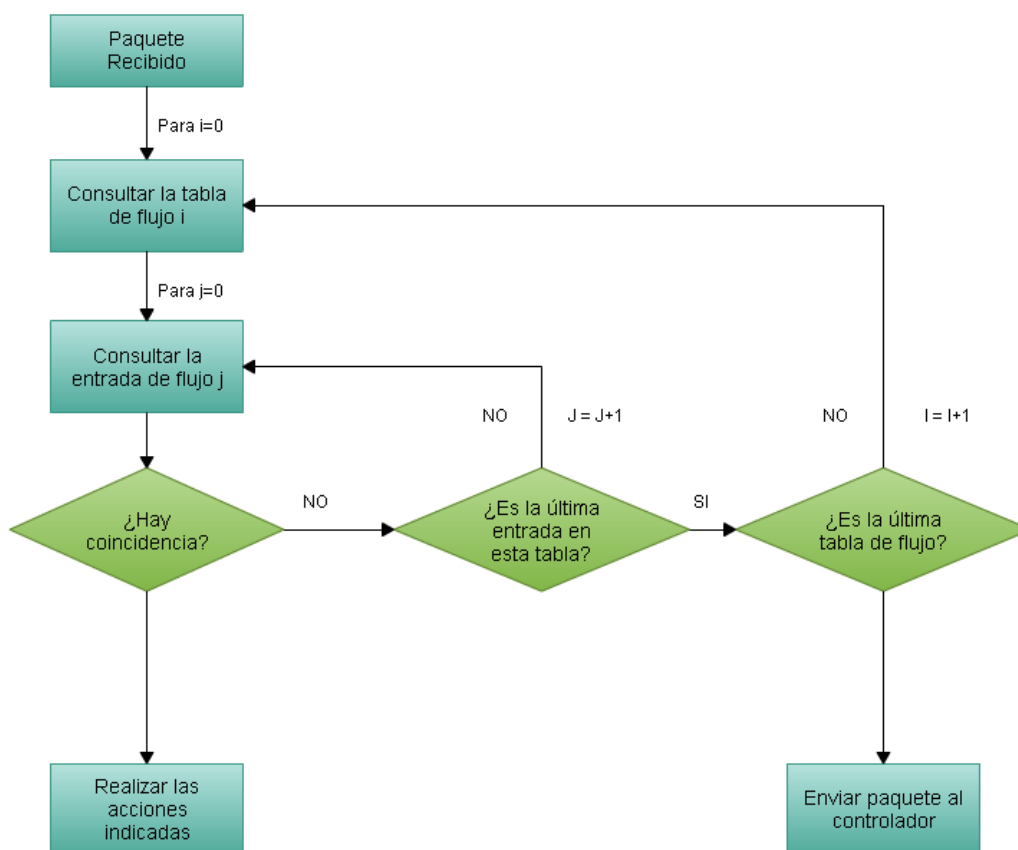 Paquete
Recibido
Para i=0
Consultar la tabla
de flujo i
Para j=0
Consultar la
entrada de flujo j
NO
J = J+1
NO
I = I+1
¿Hay
coincidencia?
NO
¿Es la última
entrada en
esta tabla?
SI
¿Es la última
tabla de flujo?
Realizar las
acciones
indicadas
Enviar paquete al
controlador